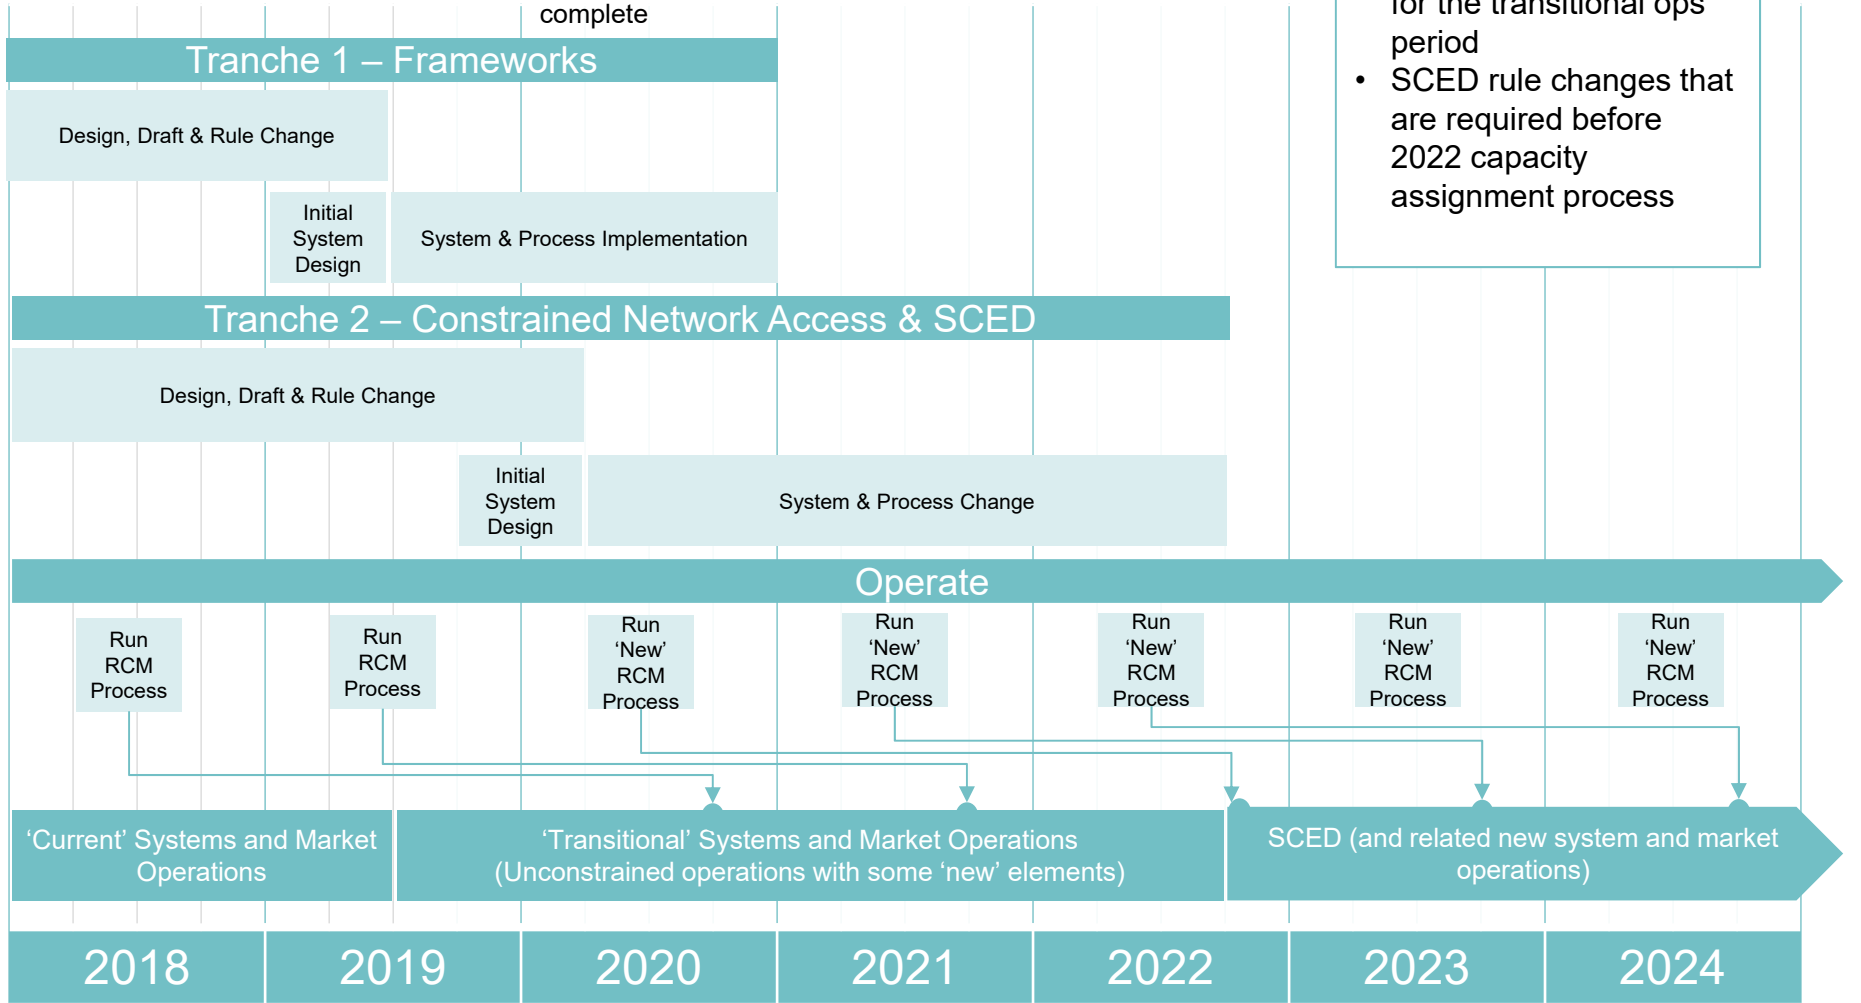 complete
for the transitional ops
period
• SCED rule changes that
are required before
2022 capacity
assignment process
Tranche 1 – Frameworks
Design, Draft & Rule Change
Initial
System
Design
System & Process Implementation
Tranche 2 – Constrained Network Access & SCED
Design, Draft & Rule Change
Initial
System
Design
System & Process Change
Operate
Run
RCM
Process
Run
RCM
Process
Run
‘New’
RCM
Process
Run
‘New’
RCM
Process
Run
‘New’
RCM
Process
Run
‘New’
RCM
Process
Run
‘New’
RCM
Process
‘Current’ Systems and Market
Operations
‘Transitional’ Systems and Market Operations
(Unconstrained operations with some ‘new’ elements)
SCED (and related new system and market
operations)
2018
2019
2020
2021
2022
2023
2024